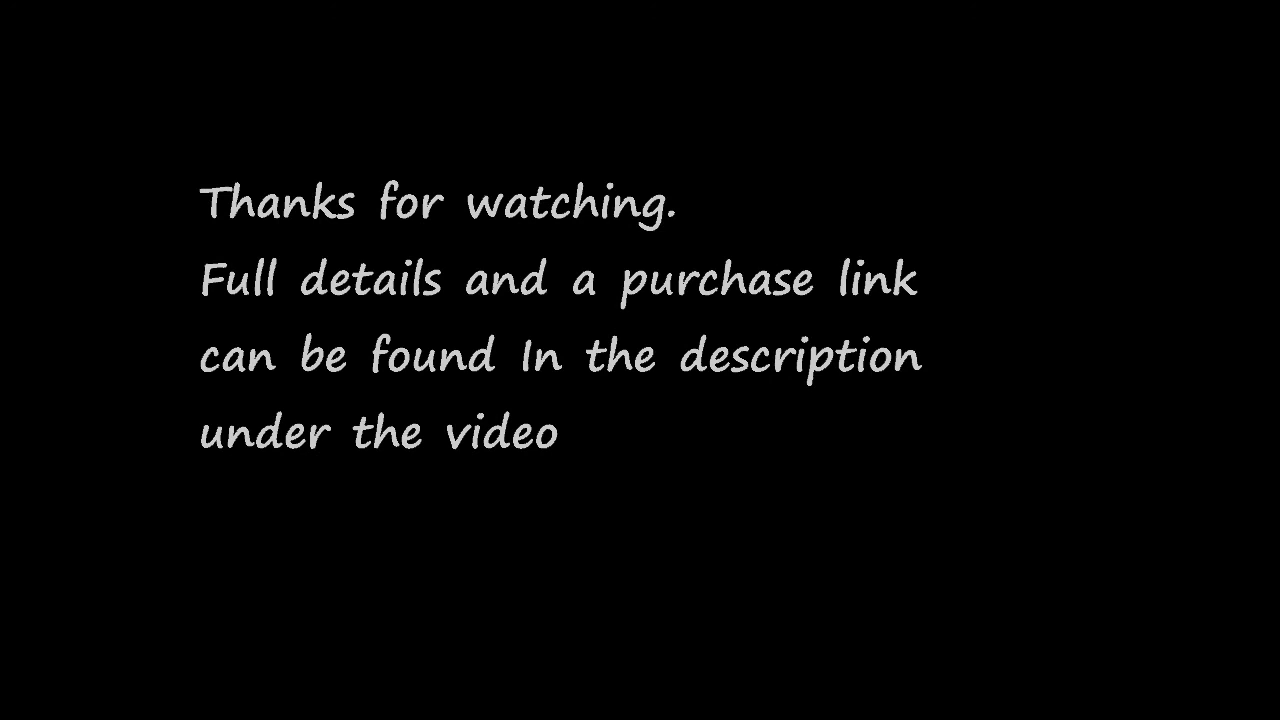 Thanks for watching.
Full details and a purchase link
can be found In the description
under the video